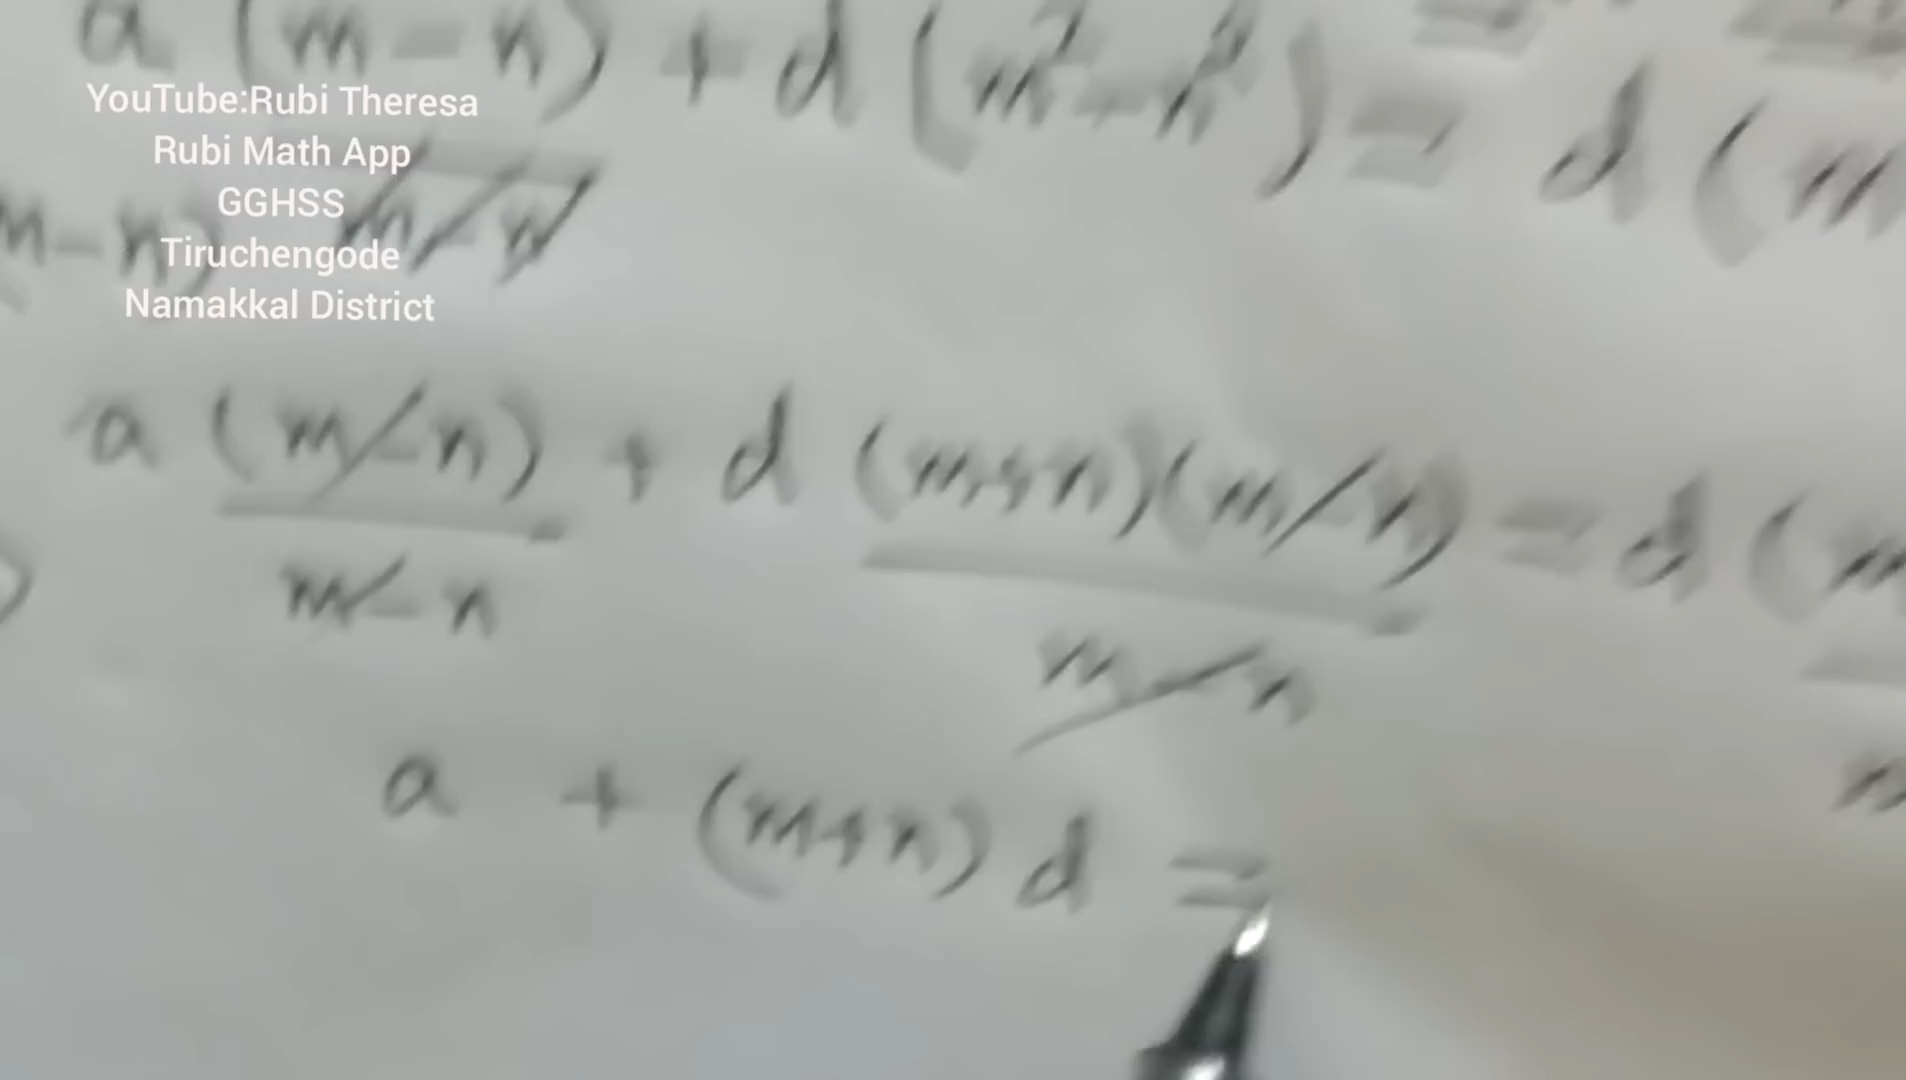 a (m - n) + d (m² - n²) = d (m
YouTube:Rubi Theresa
Rubi Math App
GGHSS
m-n) m-n
Tiruchengode
Namakkal District
a (m-n) + d (m+n)(m-n) = d (m
m-n m-n
a + (m+n) d =